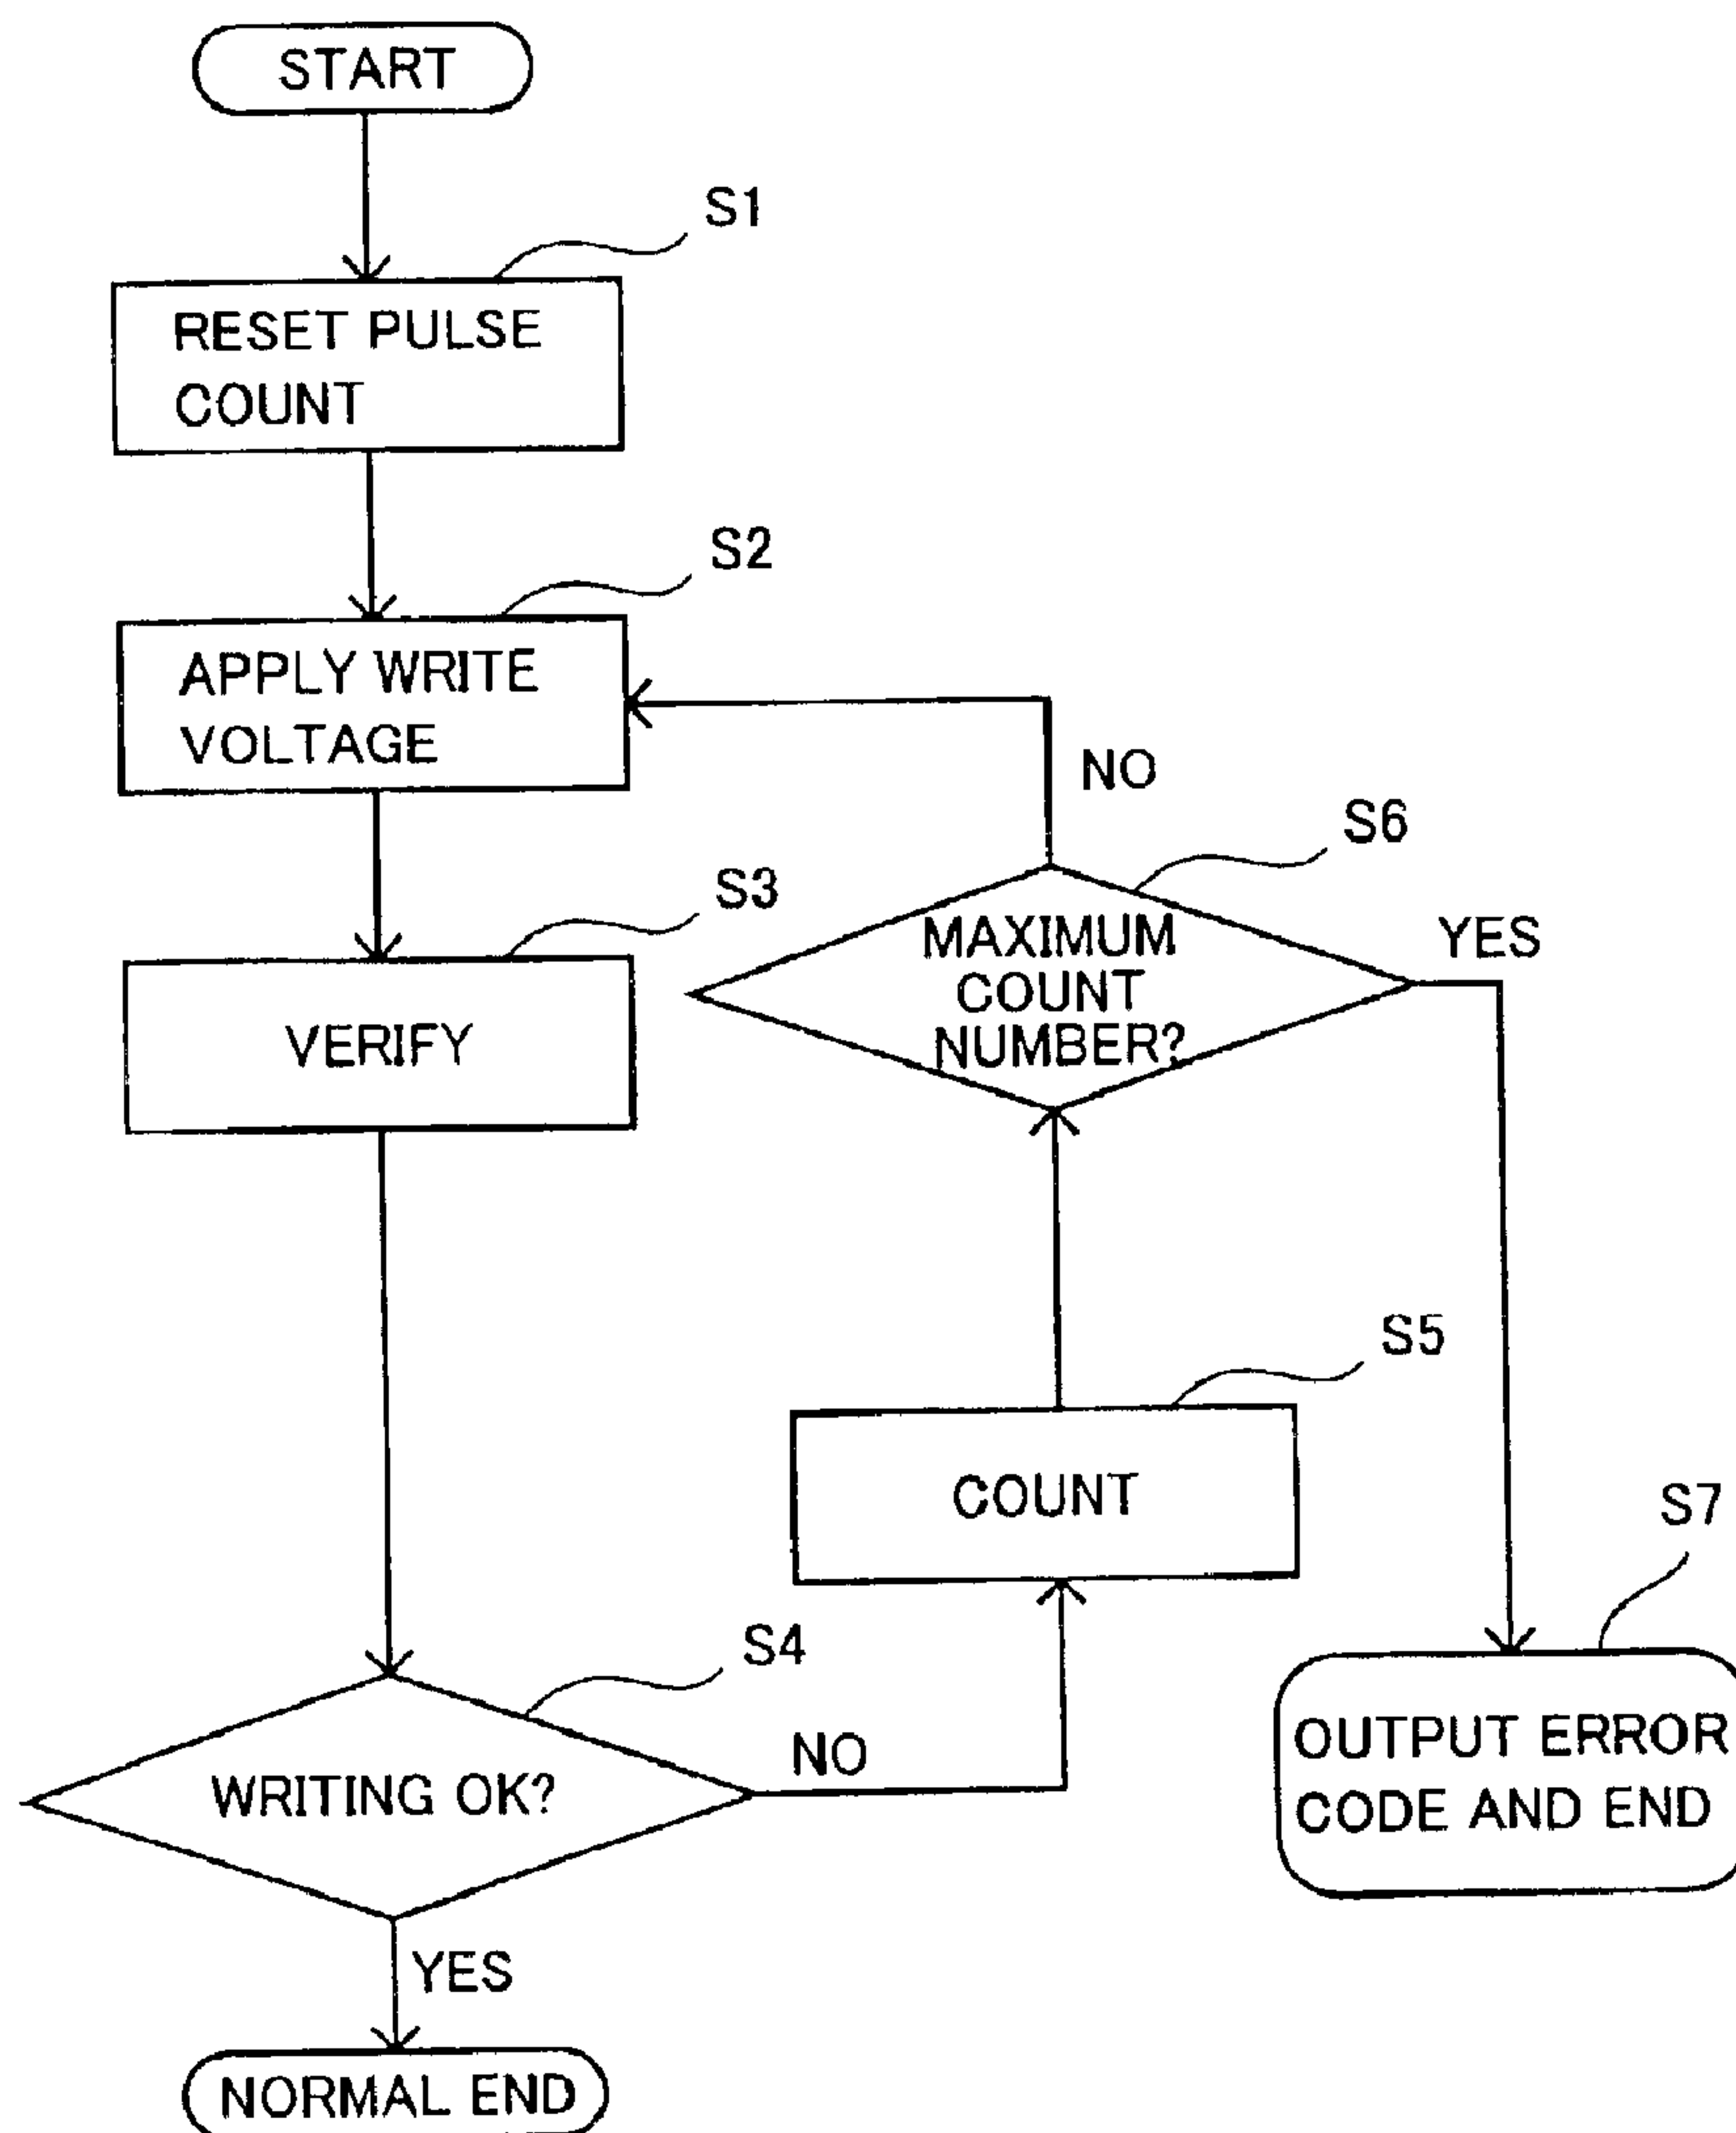 START
S1
RESET PULSE
COUNT
S2
APPLY WRITE
VOLTAGE
NO
S6
S3
MAXIMUM
COUNT
NUMBER?
YES
VERIFY
S5
COUNT
S7
S4
OUTPUT ERROR
CODE AND END
NO
WRITING OK?
YES
NORMAL END